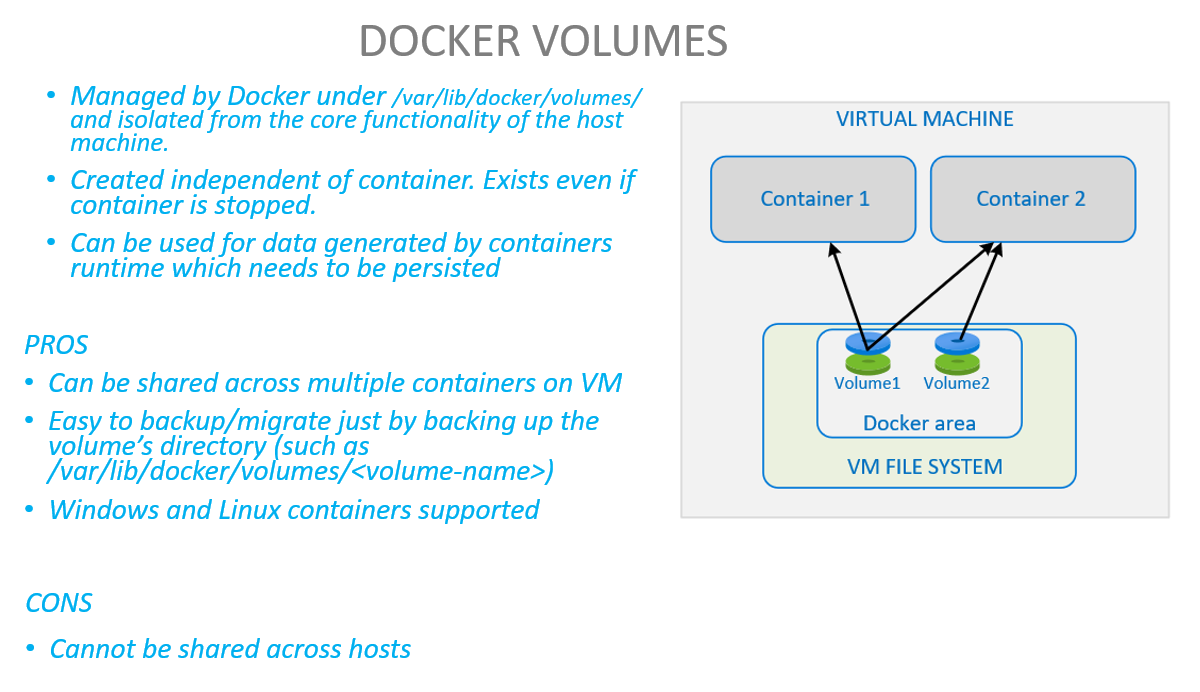 DOCKER VOLUMES
• Managed by Docker under /var/lib/docker/volumes/
and isolated from the core functionality of the host
machine.
• Created independent of container. Exists even if
container is stopped.
• Can be used for data generated by containers
runtime which needs to be persisted
PROS
• Can be shared across multiple containers on VM
• Easy to backup/migrate just by backing up the
volume’s directory (such as
/var/lib/docker/volumes/<volume-name>)
• Windows and Linux containers supported
CONS
• Cannot be shared across hosts
VIRTUAL MACHINE
Container 1
Container 2
Volume1
Volume2
Docker area
VM FILE SYSTEM